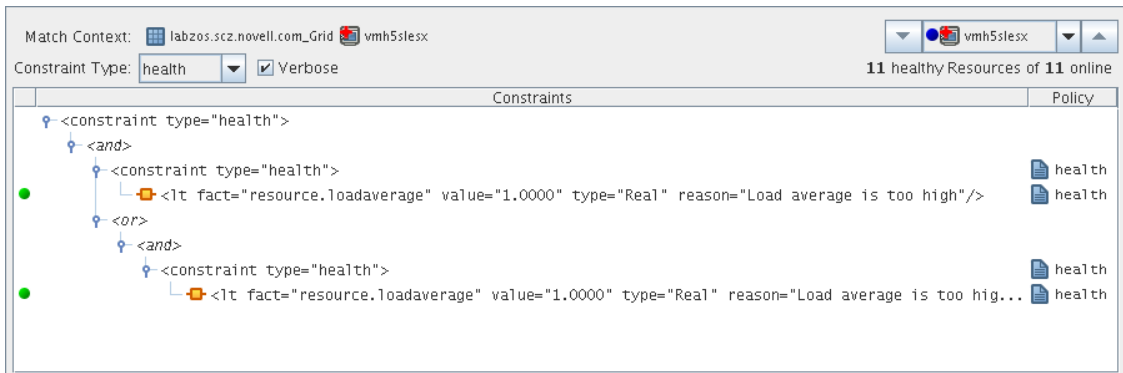 Match Context: labzos.scz.novell.com_Grid vmh5slesx vmh5slesx
Constraint Type: health Verbose 11 healthy Resources of 11 online
Constraints Policy
<constraint type="health">
<and>
<constraint type="health"> health
<lt fact="resource.loadaverage" value="1.0000" type="Real" reason="Load average is too high"/> health
<or>
<and>
<constraint type="health"> health
<lt fact="resource.loadaverage" value="1.0000" type="Real" reason="Load average is too hig... health